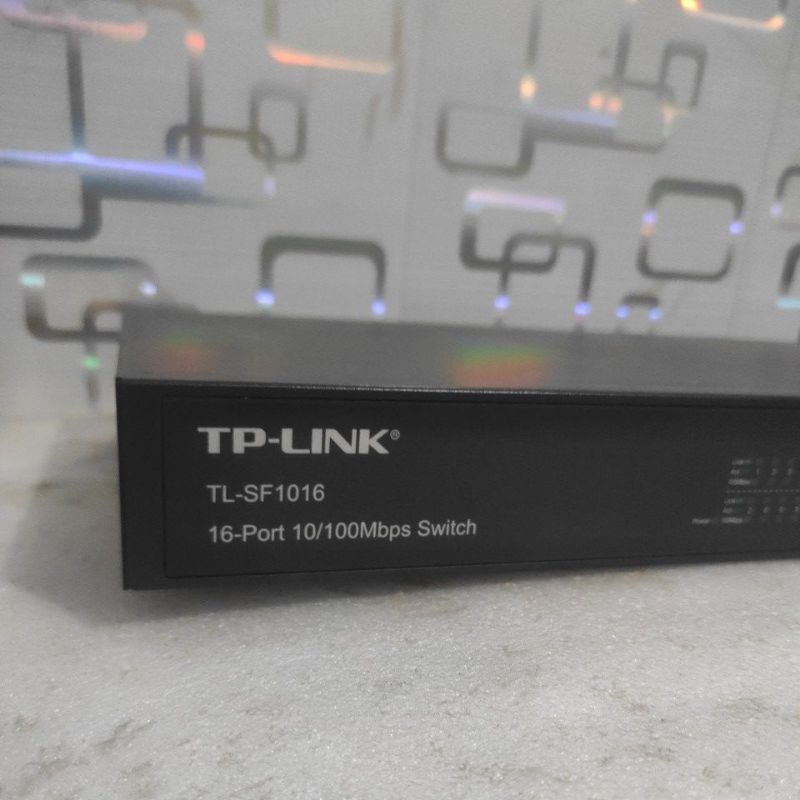 TP-LINK®
TL-SF1016
16-Port 10/100Mbps Switch